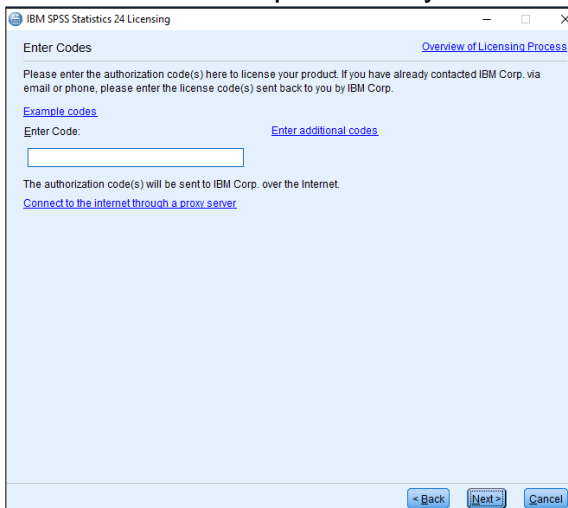 IBM SPSS Statistics 24 Licensing
Enter Codes
Overview of Licensing Process
Please enter the authorization code(s) here to license your product. If you have already contacted IBM Corp. via
email or phone, please enter the license code(s) sent back to you by IBM Corp.
Example codes
Enter Code:
Enter additional codes
The authorization code(s) will be sent to IBM Corp. over the Internet.
Connect to the internet through a proxy server
< Back
Next >
Cancel